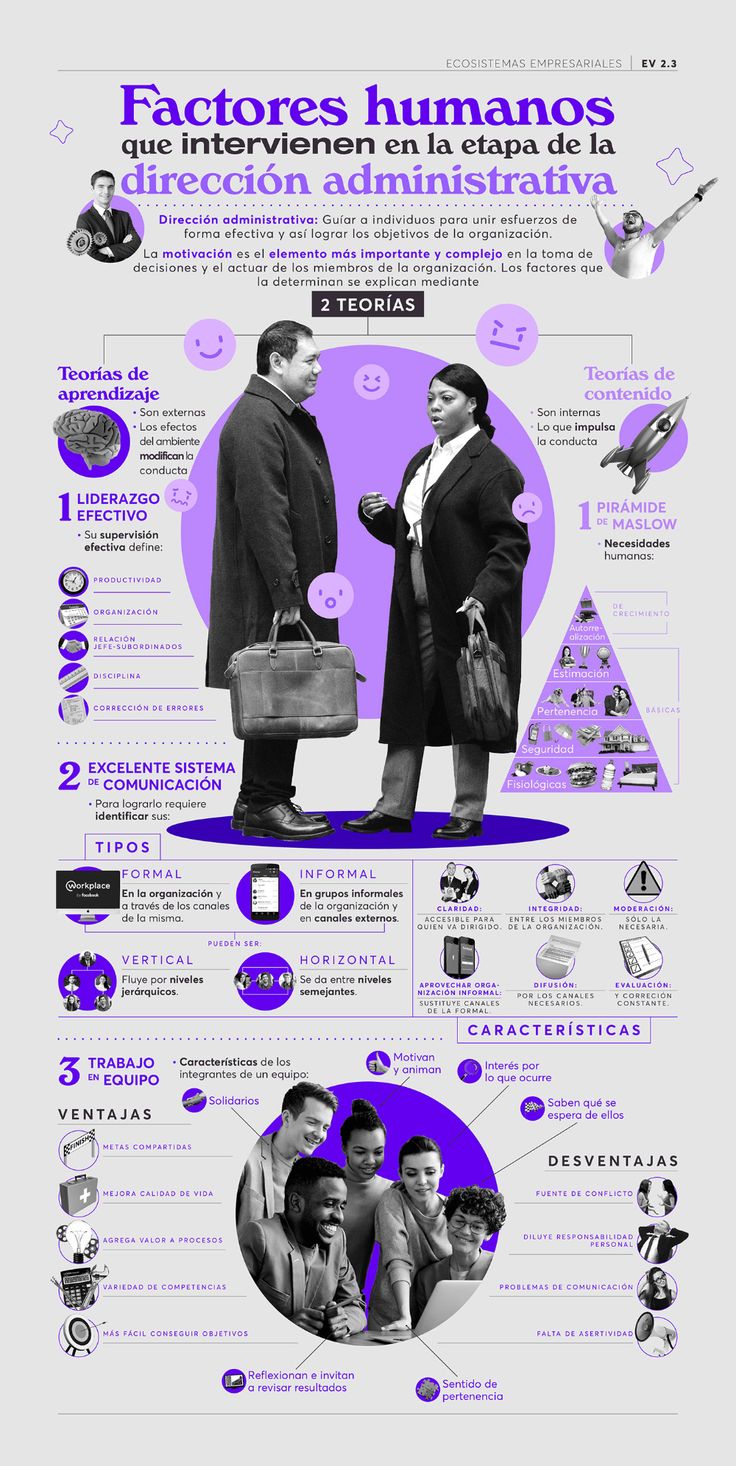 ECOSISTEMAS EMPRESARIALES | EV 2.3
Factores humanos
que intervienen en la etapa de la
dirección administrativa
Dirección administrativa: Guíar a individuos para unir esfuerzos de
forma efectiva y así lograr los objetivos de la organización.
La motivación es el elemento más importante y complejo en la toma de
decisiones y el actuar de los miembros de la organización. Los factores que
la determinan se explican mediante
2 TEORÍAS
Teorías de
aprendizaje
• Son externas
• Los efectos
del ambiente
modifican la
conducta
1 LIDERAZGO
EFECTIVO
• Su supervisión
efectiva define:
PRODUCTIVIDAD
ORGANIZACIÓN
RELACIÓN
JEFE-SUBORDINADOS
DISCIPLINA
CORRECCIÓN DE ERRORES
Teorías de
contenido
• Son internas
• Lo que impulsa
la conducta
1 PIRÁMIDE
DE MASLOW
• Necesidades
humanas:
DE
CRECIMIENTO
Autorre-
alización
Estimación
Pertenencia
BÁSICAS
Seguridad
Fisiológicas
2 EXCELENTE SISTEMA
DE COMUNICACIÓN
• Para lograrlo requiere
identificar sus:
TIPOS
FORMAL
Workplace
by facebook
En la organización y
a través de los canales
de la misma.
INFORMAL
En grupos informales
de la organización y
en canales externos.
PUEDEN SER:
VERTICAL
Fluye por niveles
jerárquicos.
HORIZONTAL
Se da entre niveles
semejantes.
CLARIDAD:
ACCESIBLE PARA
QUIEN VA DIRIGIDO.
INTEGRIDAD:
ENTRE LOS MIEMBROS
DE LA ORGANIZACIÓN.
MODERACIÓN:
SÓLO LA
NECESARIA.
APROVECHAR ORGA-
NIZACIÓN INFORMAL:
SUSTITUYE CANALES
DE LA FORMAL.
DIFUSIÓN:
POR LOS CANALES
NECESARIOS.
EVALUACIÓN:
Y CORRECIÓN
CONSTANTE.
CARACTERÍSTICAS
3 TRABAJO
EN EQUIPO
• Características de los
integrantes de un equipo:
Solidarios
Motivan
y animan
Interés por
lo que ocurre
Saben qué se
espera de ellos
VENTAJAS
FINISH
METAS COMPARTIDAS
MEJORA CALIDAD DE VIDA
AGREGA VALOR A PROCESOS
VARIEDAD DE COMPETENCIAS
MÁS FÁCIL CONSEGUIR OBJETIVOS
DESVENTAJAS
FUENTE DE CONFLICTO
DILUYE RESPONSABILIDAD
PERSONAL
PROBLEMAS DE COMUNICACIÓN
FALTA DE ASERTIVIDAD
Reflexionan e invitan
a revisar resultados
Sentido de
pertenencia